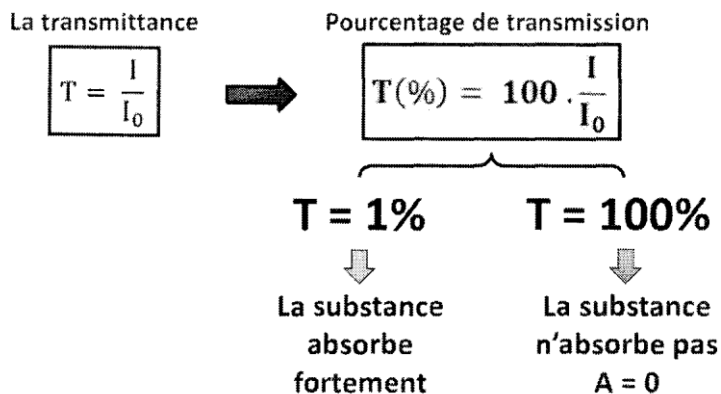 La transmittance
Pourcentage de transmission
T = I / I₀
T(%) = 100 . I / I₀
T = 1%
T = 100%
La substance
absorbe
fortement
La substance
n'absorbe pas
A = 0